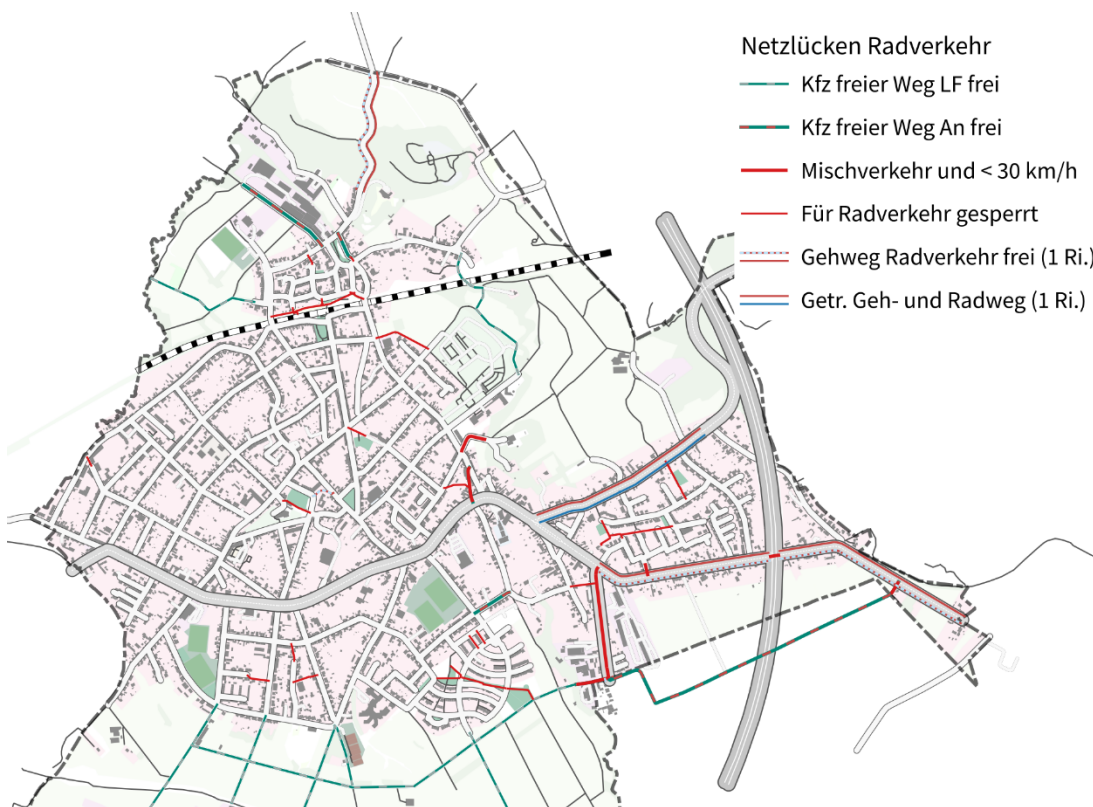 Netzlücken Radverkehr
Kfz freier Weg LF frei
Kfz freier Weg An frei
Mischverkehr und < 30 km/h
Für Radverkehr gesperrt
Gehweg Radverkehr frei (1 Ri.)
Getr. Geh- und Radweg (1 Ri.)